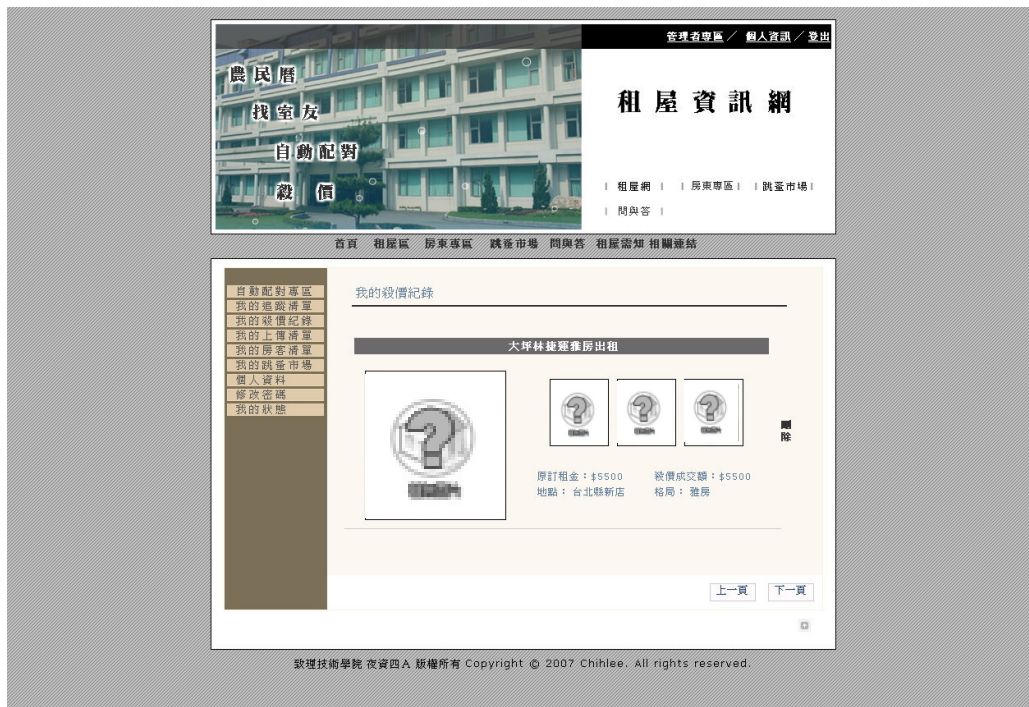 管理者專區／ 個人資訊／登出
農民曆
找室友
自動配對
殺 價
租屋資訊網
| 租屋網 | | 房東專區 | | 跳蚤市場 |
| 問與答 |
首頁 租屋區 房東專區 跳蚤市場 問與答 租屋需知 相關連結
自動配對專區
我的追蹤清單
我的殺價紀錄
我的上傳清單
我的房客清單
我的跳蚤市場
個人資料
修改密碼
我的狀態
我的殺價紀錄
大坪林捷運雅房出租
刪除
原訂租金：$5500 殺價成交額：$5500
地點： 台北縣新店 格局： 雅房
上一頁 下一頁
致理技術學院 夜資四A 版權所有 Copyright © 2007 Chihlee. All rights reserved.